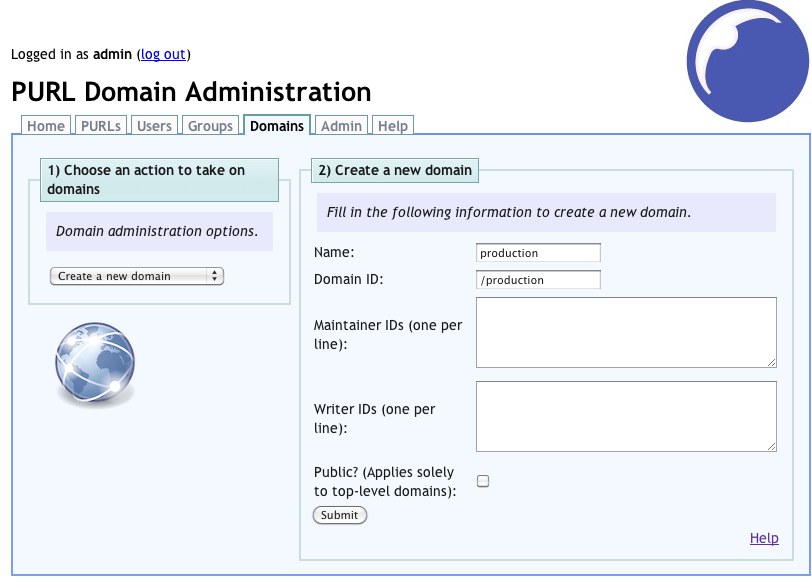 Logged in as admin (log out)
PURL Domain Administration
Home PURLs Users Groups Domains Admin Help
1) Choose an action to take on
domains
Domain administration options.
Create a new domain
2) Create a new domain
Fill in the following information to create a new domain.
Name: production
Domain ID: /production
Maintainer IDs (one per
line):
Writer IDs (one per
line):
Public? (Applies solely
to top-level domains):
Submit
Help